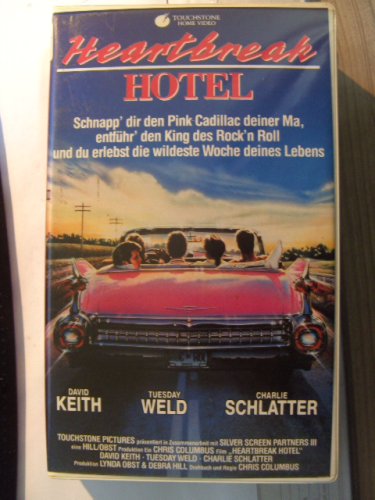 TOUCHSTONE
HOME VIDEO
Heartbreak
HOTEL
Schnapp' dir den Pink Cadillac deiner Ma,
entführ' den King des Rock'n Roll
und du erlebst die wildeste Woche deines Lebens
DAVID KEITH
TUESDAY WELD
CHARLIE SCHLATTER
TOUCHSTONE PICTURES präsentiert in Zusammenarbeit mit SILVER SCREEN PARTNERS III
eine HILL/OBST Produktion Ein CHRIS COLUMBUS Film „HEARTBREAK HOTEL"
DAVID KEITH · TUESDAY WELD · CHARLIE SCHLATTER
Produktion LYNDA OBST & DEBRA HILL Drehbuch und Regie CHRIS COLUMBUS